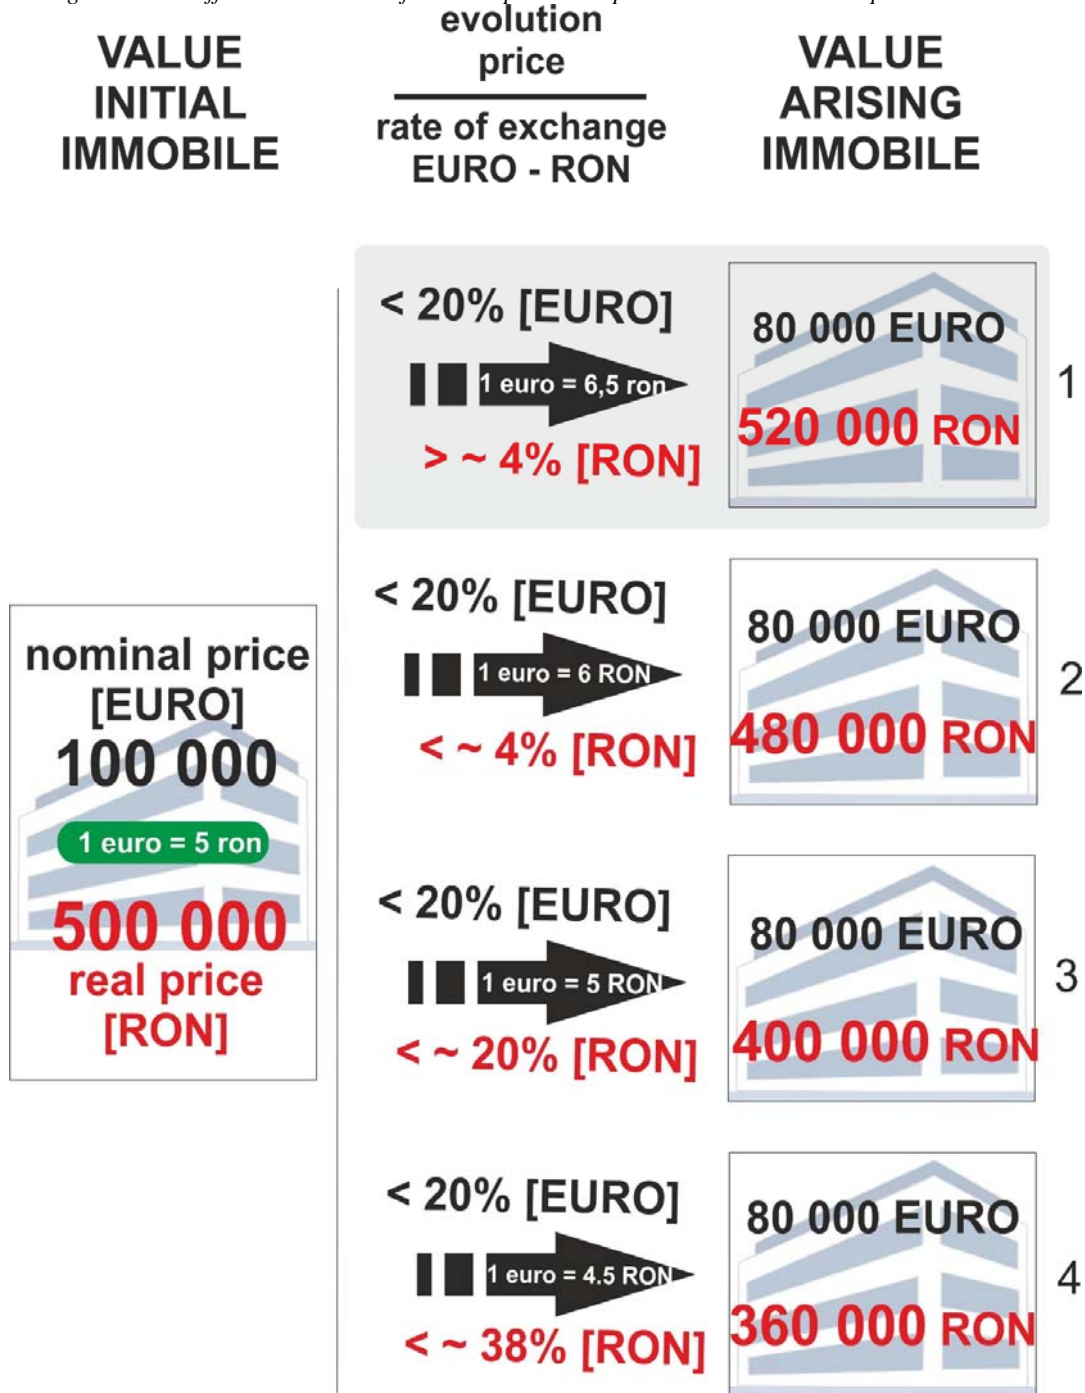 VALUE
INITIAL
IMMOBILE
evolution
price
rate of exchange
EURO - RON
VALUE
ARISING
IMMOBILE
nominal price
[EURO]
100 000
1 euro = 5 ron
500 000
real price
[RON]
< 20% [EURO]
1 euro = 6,5 ron
> ~ 4% [RON]
80 000 EURO
520 000 RON
1
< 20% [EURO]
1 euro = 6 RON
< ~ 4% [RON]
80 000 EURO
480 000 RON
2
< 20% [EURO]
1 euro = 5 RON
< ~ 20% [RON]
80 000 EURO
400 000 RON
3
< 20% [EURO]
1 euro = 4.5 RON
< ~ 38% [RON]
80 000 EURO
360 000 RON
4